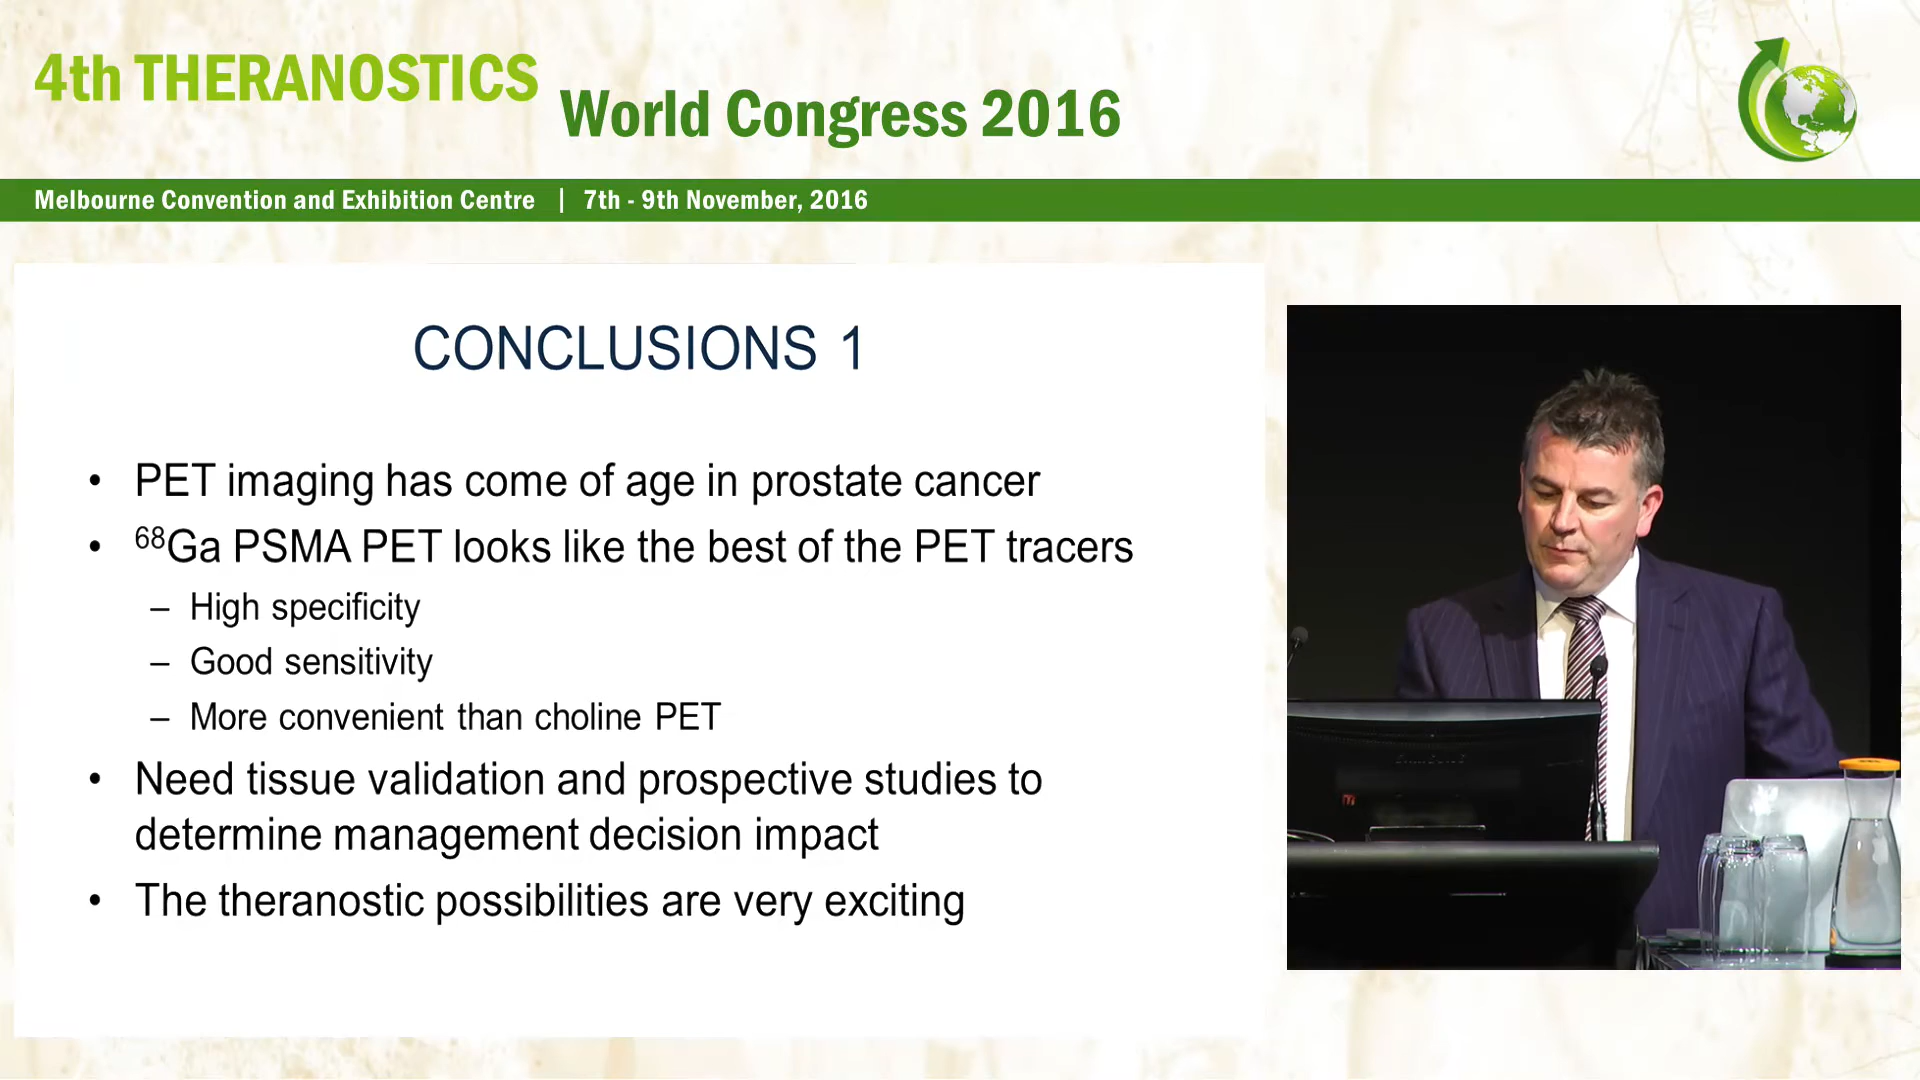 4th THERANOSTICS
World Congress 2016
Melbourne Convention and Exhibition Centre | 7th - 9th November, 2016
CONCLUSIONS 1
• PET imaging has come of age in prostate cancer
• ⁶⁸Ga PSMA PET looks like the best of the PET tracers
– High specificity
– Good sensitivity
– More convenient than choline PET
• Need tissue validation and prospective studies to
determine management decision impact
• The theranostic possibilities are very exciting
SAMSUNG